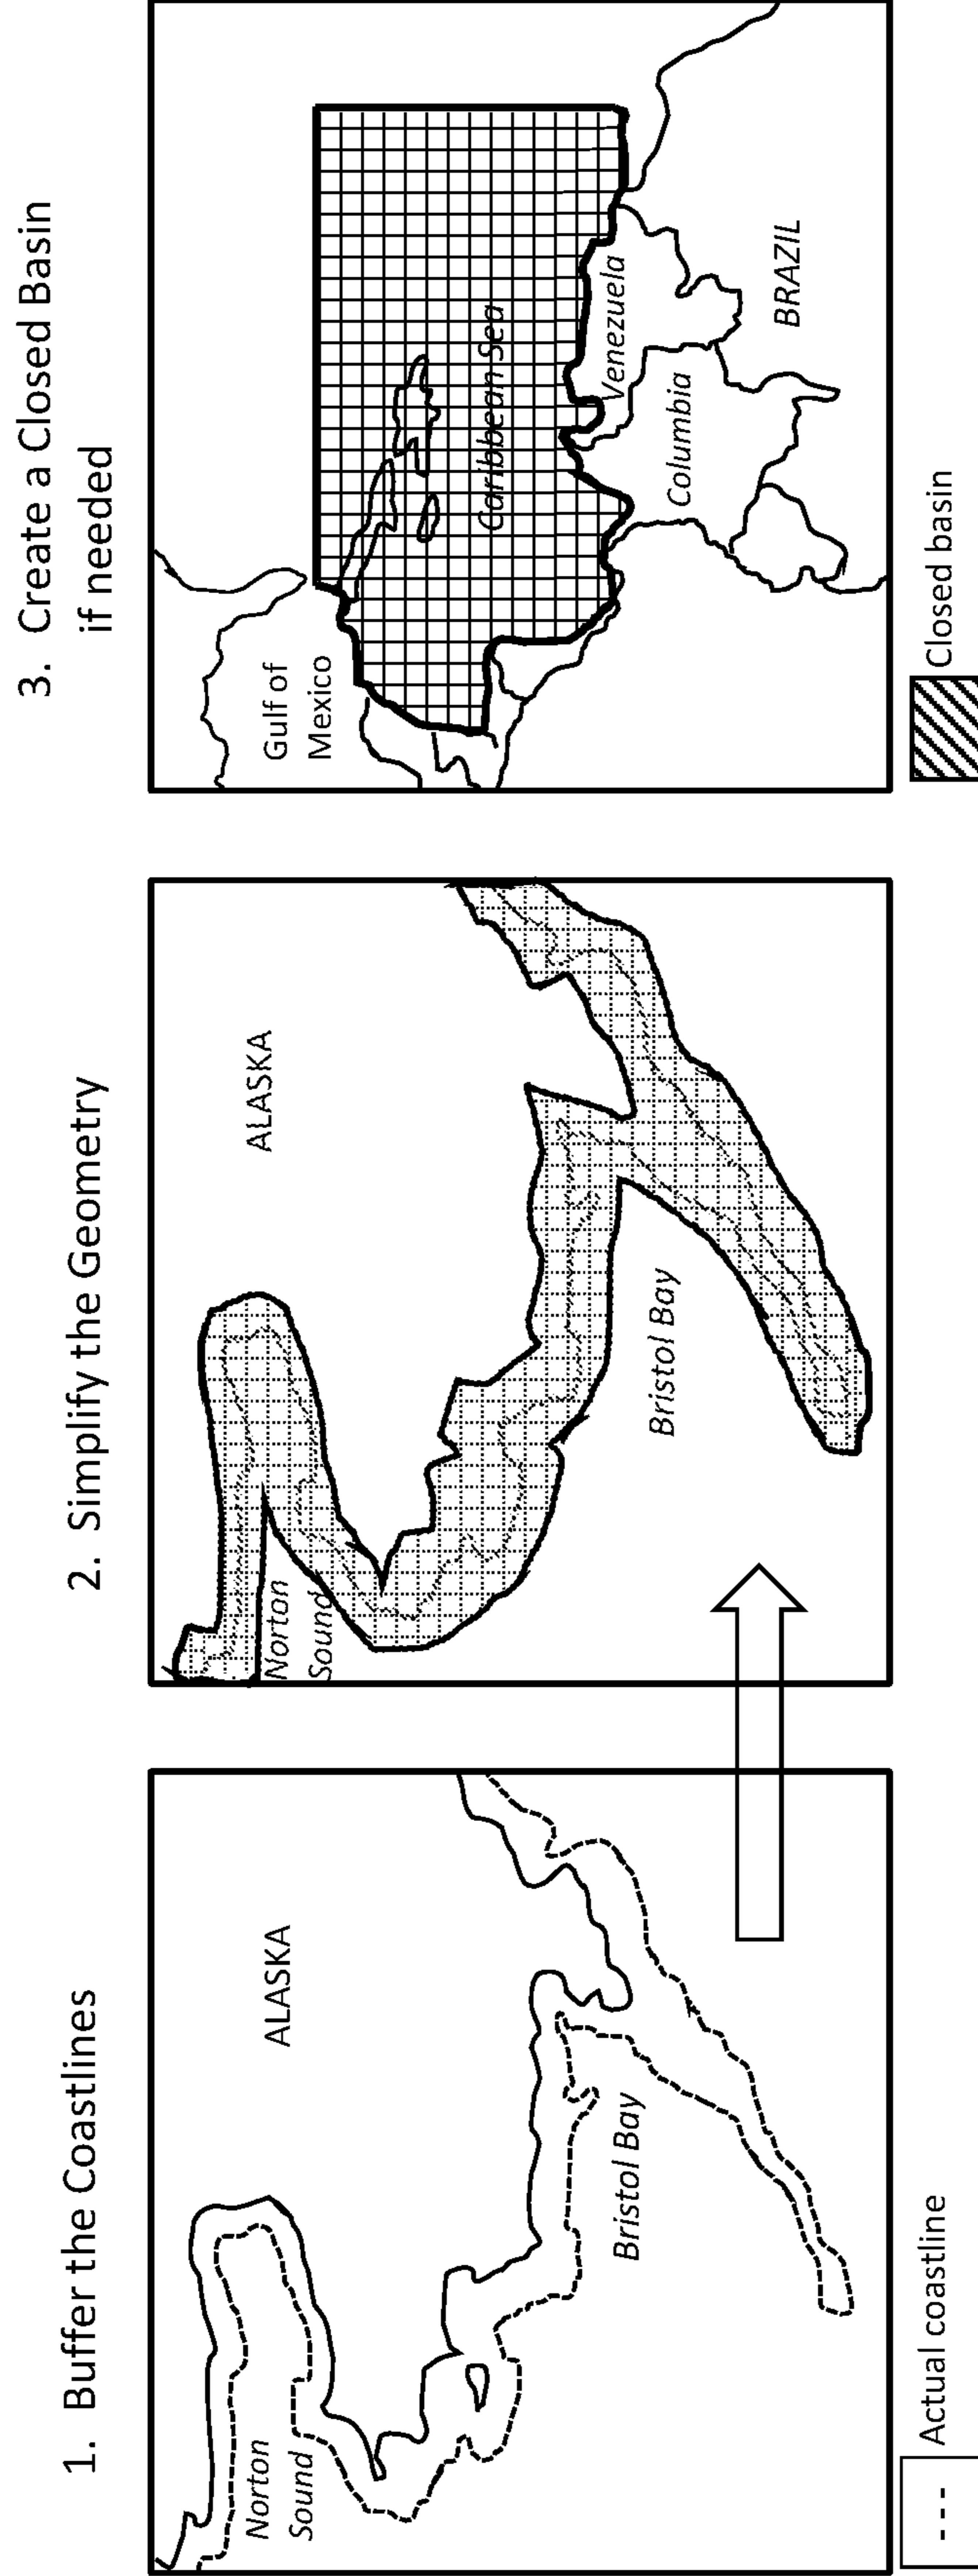 1. Buffer the Coastlines
ALASKA
Norton
Sound
Bristol Bay
- - - Actual coastline
2. Simplify the Geometry
ALASKA
Norton
Sound
Bristol Bay
3. Create a Closed Basin
if needed
Gulf of
Mexico
Caribbean Sea
Venezuela
Columbia
BRAZIL
Closed basin